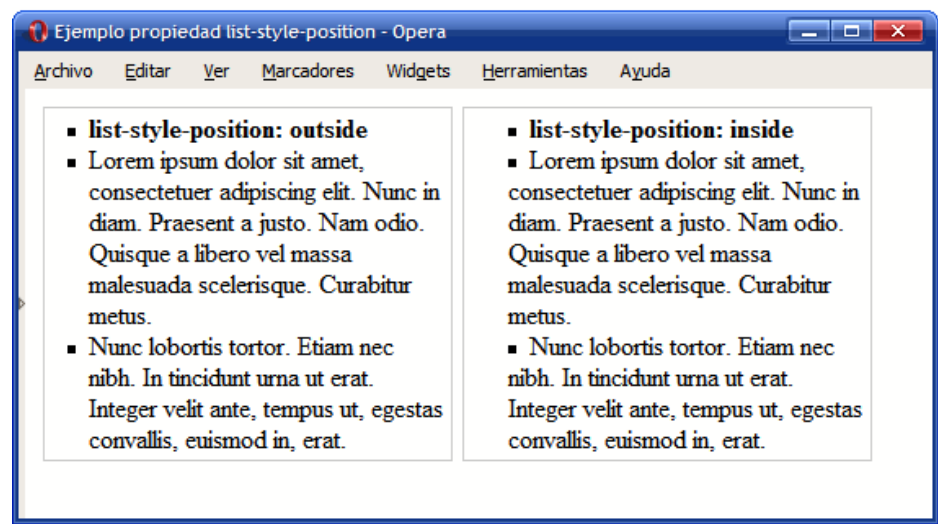 Ejemplo propiedad list-style-position - Opera
Archivo Editar Ver Marcadores Widgets Herramientas Ayuda
list-style-position: outside
Lorem ipsum dolor sit amet,
consectetuer adipiscing elit. Nunc in
diam. Praesent a justo. Nam odio.
Quisque a libero vel massa
malesuada scelerisque. Curabitur
metus.
Nunc lobortis tortor. Etiam nec
nibh. In tincidunt urna ut erat.
Integer velit ante, tempus ut, egestas
convallis, euismod in, erat.
list-style-position: inside
Lorem ipsum dolor sit amet,
consectetuer adipiscing elit. Nunc in
diam. Praesent a justo. Nam odio.
Quisque a libero vel massa
malesuada scelerisque. Curabitur
metus.
Nunc lobortis tortor. Etiam nec
nibh. In tincidunt urna ut erat.
Integer velit ante, tempus ut, egestas
convallis, euismod in, erat.